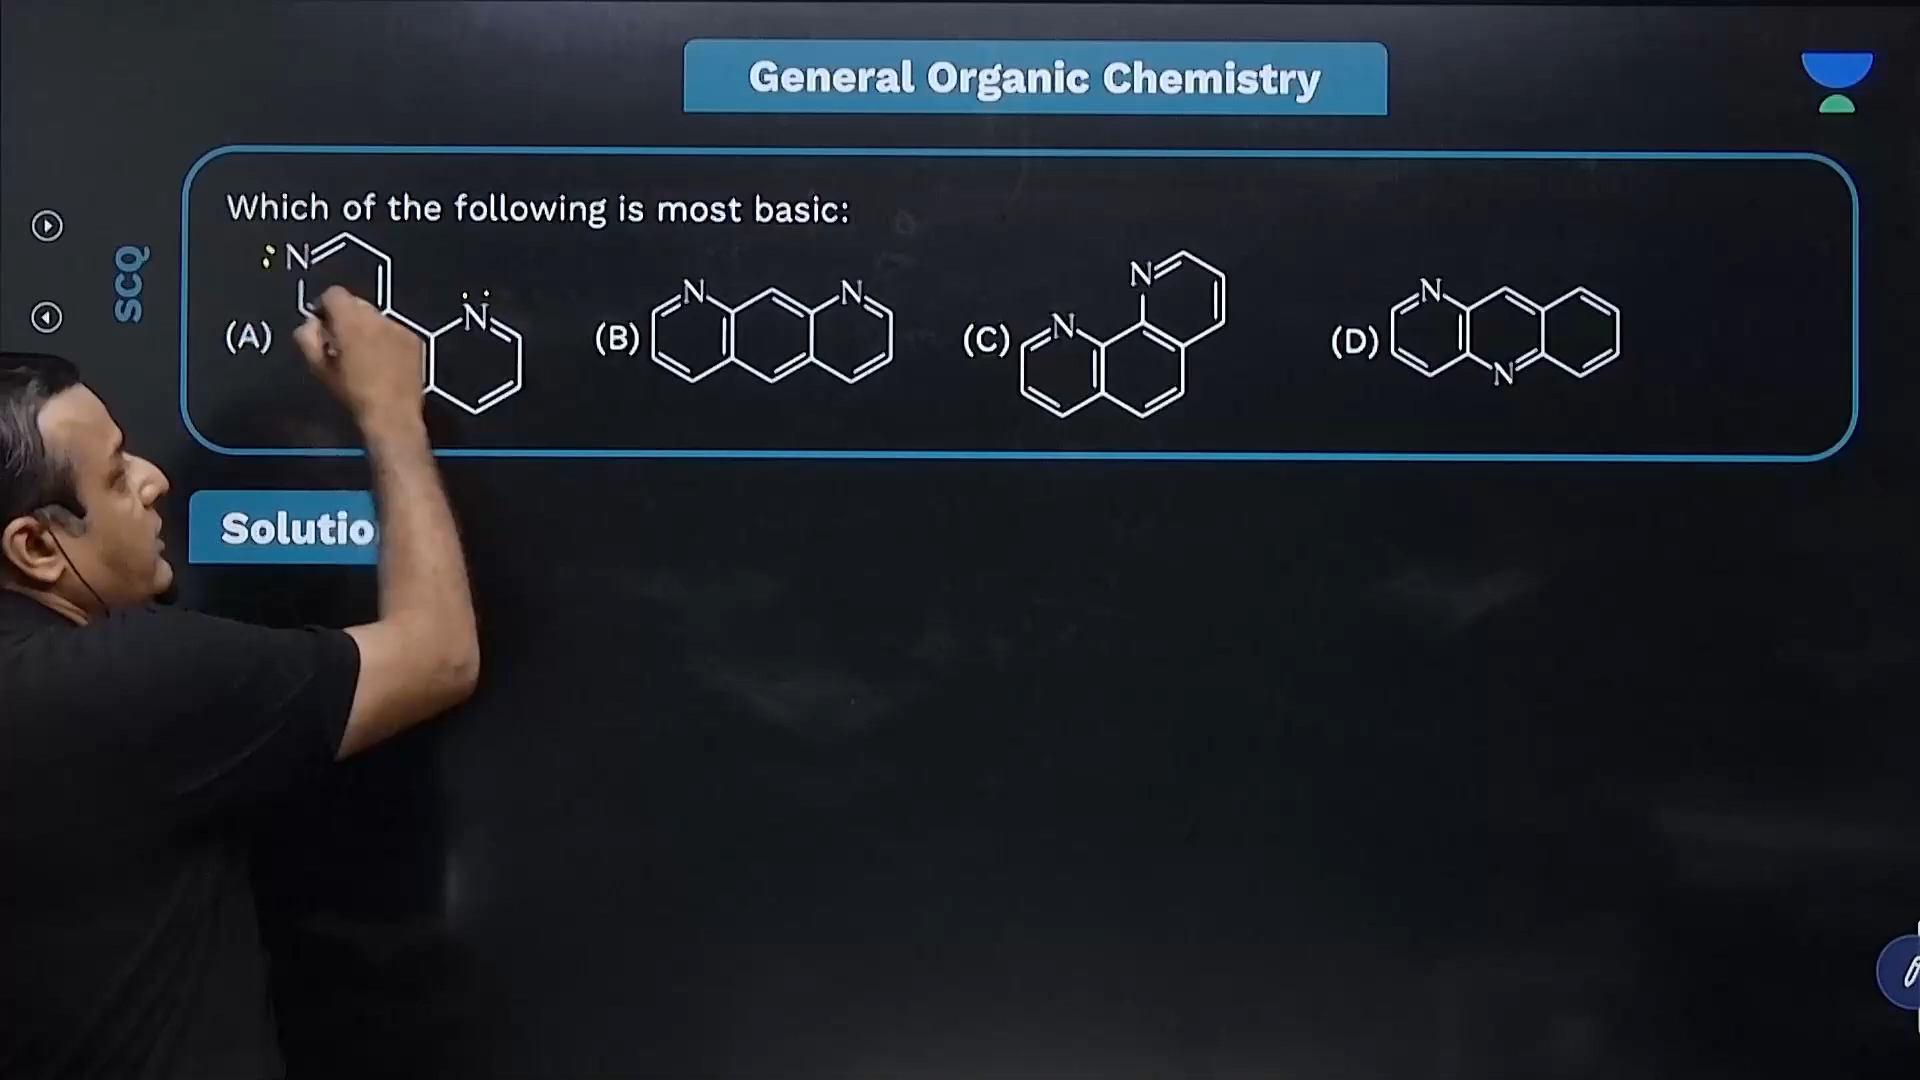 General Organic Chemistry
SCQ
Which of the following is most basic:
(A) N N
(B) N N
(C) N N
(D) N N
Solutio